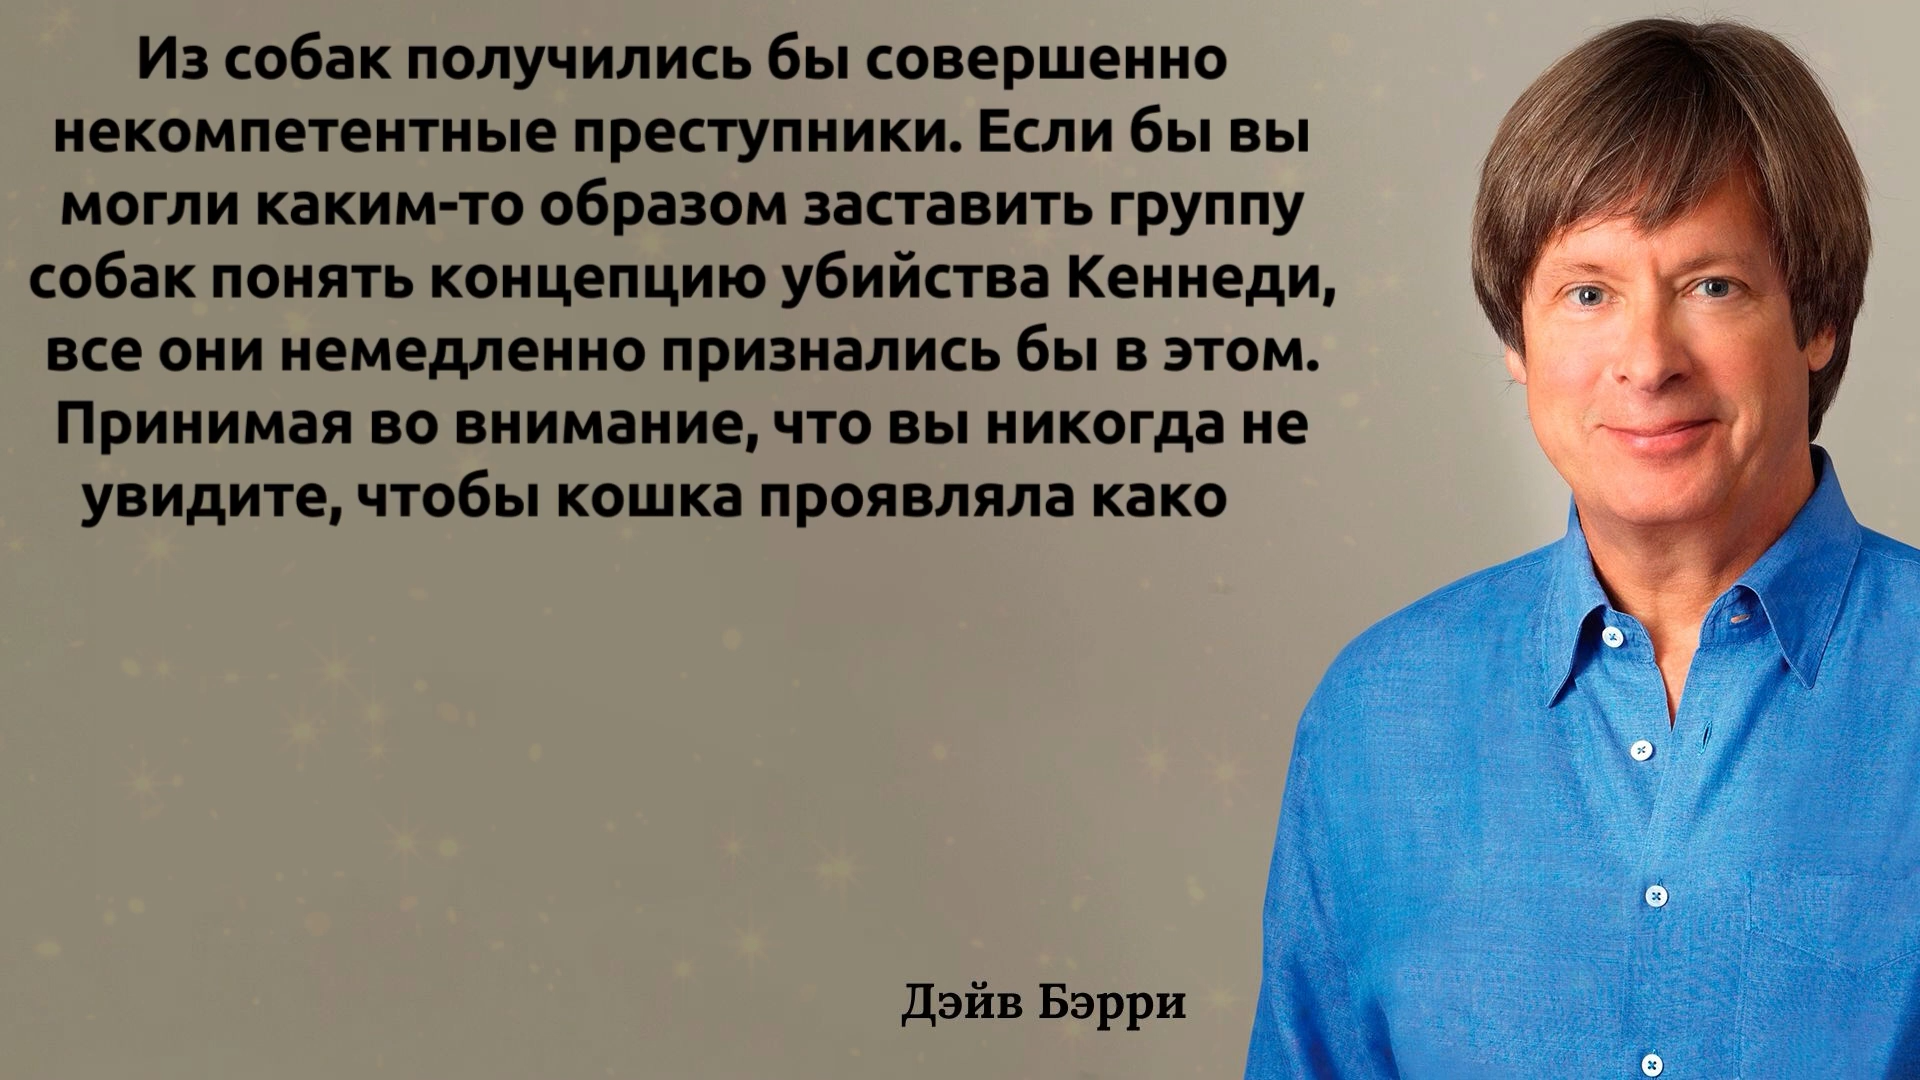 Из собак получились бы совершенно
некомпетентные преступники. Если бы вы
могли каким-то образом заставить группу
собак понять концепцию убийства Кеннеди,
все они немедленно признались бы в этом.
Принимая во внимание, что вы никогда не
увидите, чтобы кошка проявляла како
Дэйв Бэрри